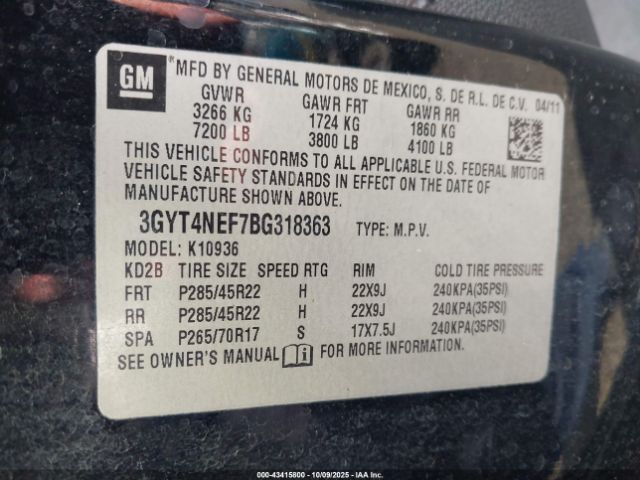 GM
MFD BY GENERAL MOTORS DE MEXICO, S. DE R.L. DE C.V. 04/11
GVWR GAWR FRT GAWR RR
3266 KG 1724 KG 1860 KG
7200 LB 3800 LB 4100 LB
THIS VEHICLE CONFORMS TO ALL APPLICABLE U.S. FEDERAL MOTOR
VEHICLE SAFETY STANDARDS IN EFFECT ON THE DATE OF
MANUFACTURE SHOWN ABOVE.
3GYT4NEF7BG318363 TYPE: M.P.V.
MODEL: K10936
KD2B TIRE SIZE SPEED RTG RIM COLD TIRE PRESSURE
FRT P285/45R22 H 22X9J 240KPA(35PSI)
RR P285/45R22 H 22X9J 240KPA(35PSI)
SPA P265/70R17 S 17X7.5J 240KPA(35PSI)
SEE OWNER'S MANUAL FOR MORE INFORMATION.
000-43415800 - 10/09/2025 - IAA Inc.